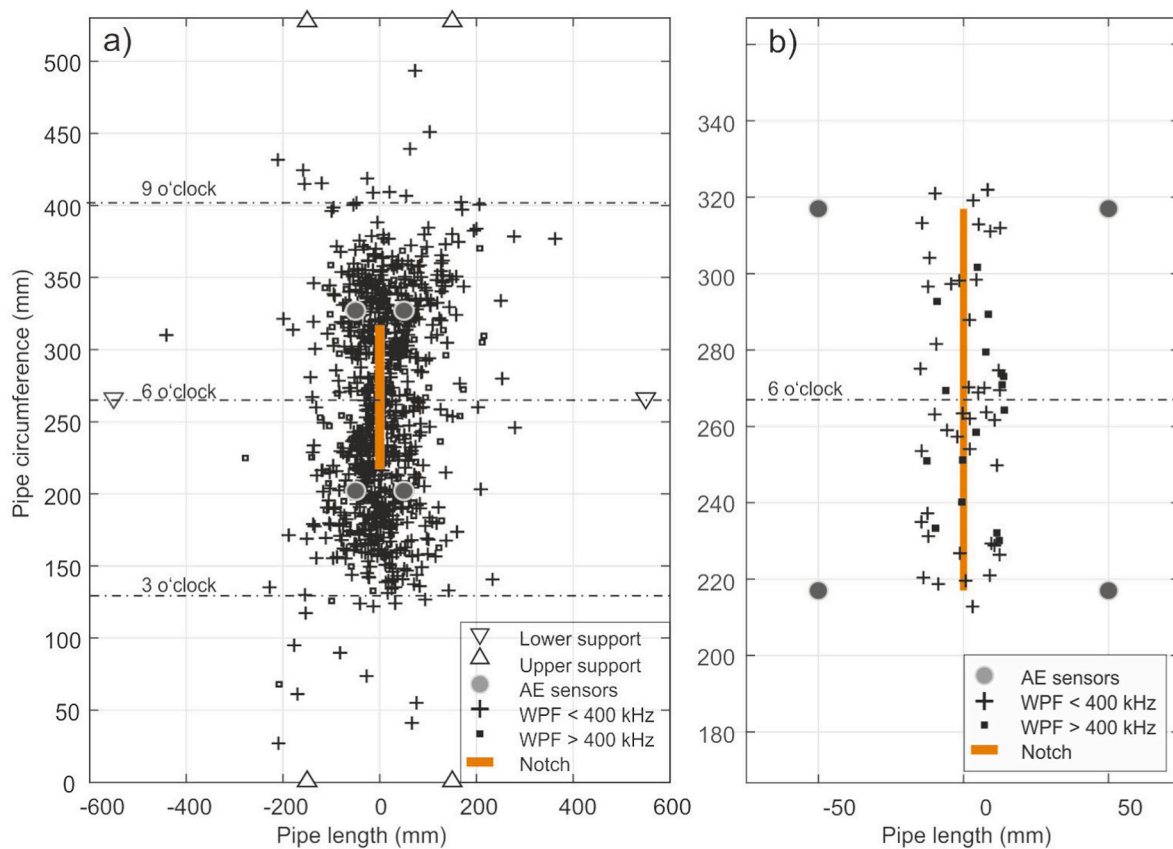 a)
500
450
400
350
300
250
200
150
100
50
0
Pipe circumference (mm)
9 o'clock
6 o'clock
3 o'clock
Lower support
Upper support
AE sensors
WPF < 400 kHz
WPF > 400 kHz
Notch
-600 -400 -200 0 200 400 600
Pipe length (mm)
b)
340
320
300
280
260
240
220
200
180
6 o'clock
AE sensors
WPF < 400 kHz
WPF > 400 kHz
Notch
-50 0 50
Pipe length (mm)